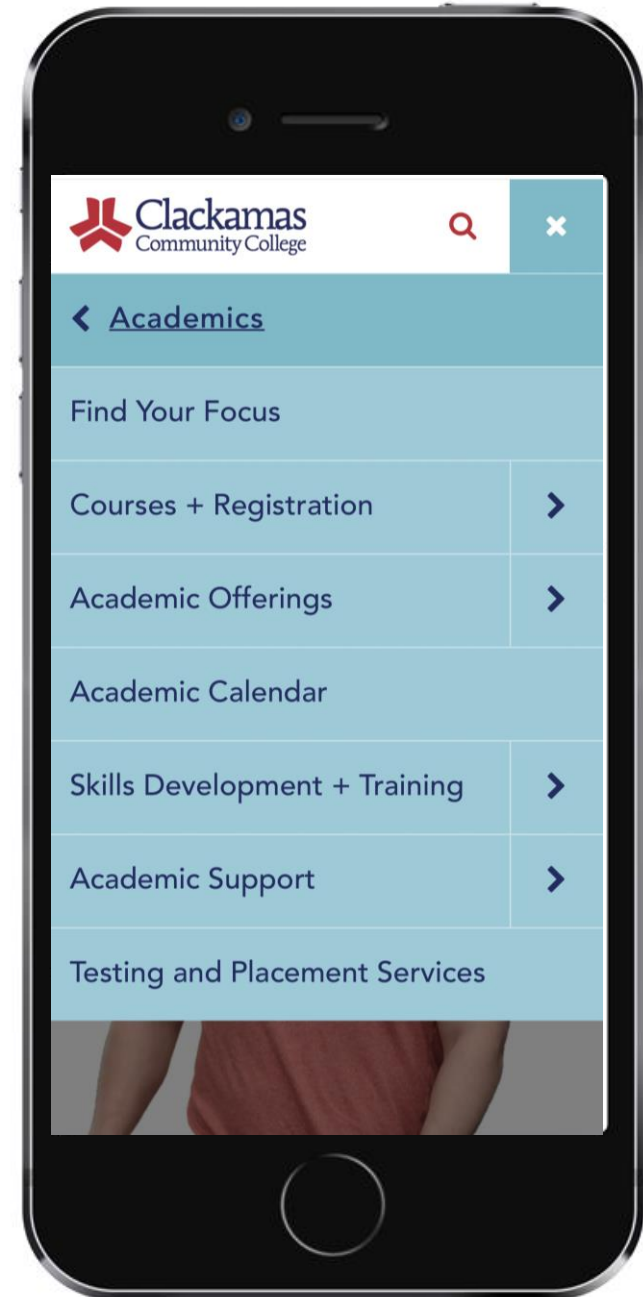 Clackamas
Community College
Academics
Find Your Focus
Courses + Registration
Academic Offerings
Academic Calendar
Skills Development + Training
Academic Support
Testing and Placement Services